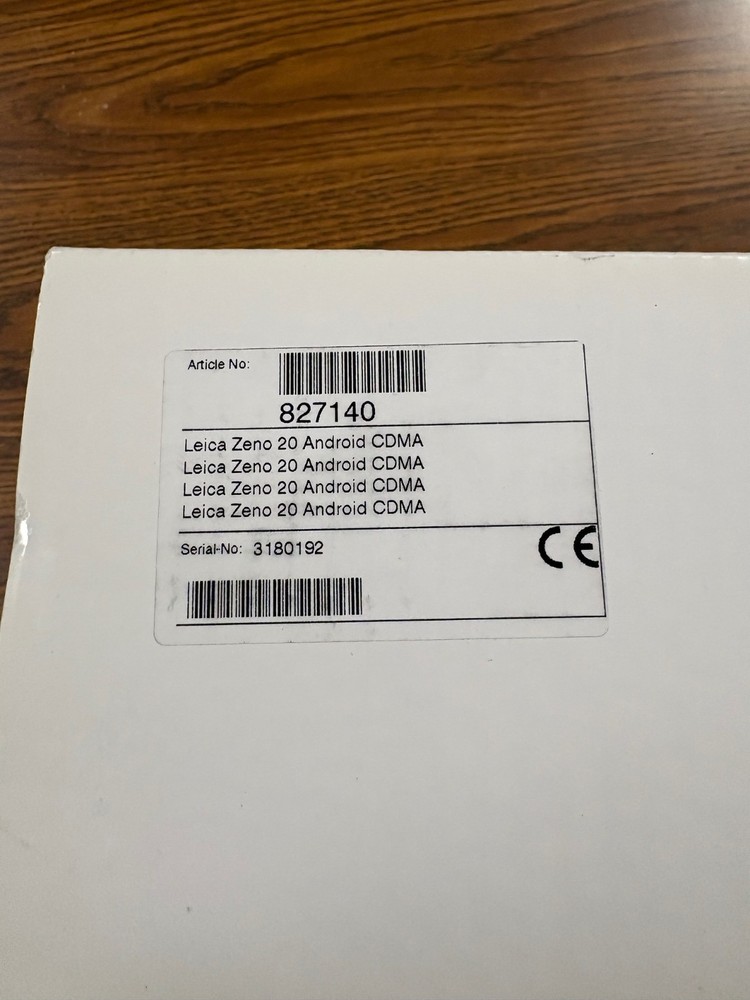 Article No:
827140
Leica Zeno 20 Android CDMA
Leica Zeno 20 Android CDMA
Leica Zeno 20 Android CDMA
Leica Zeno 20 Android CDMA
Serial-No: 3180192
CE